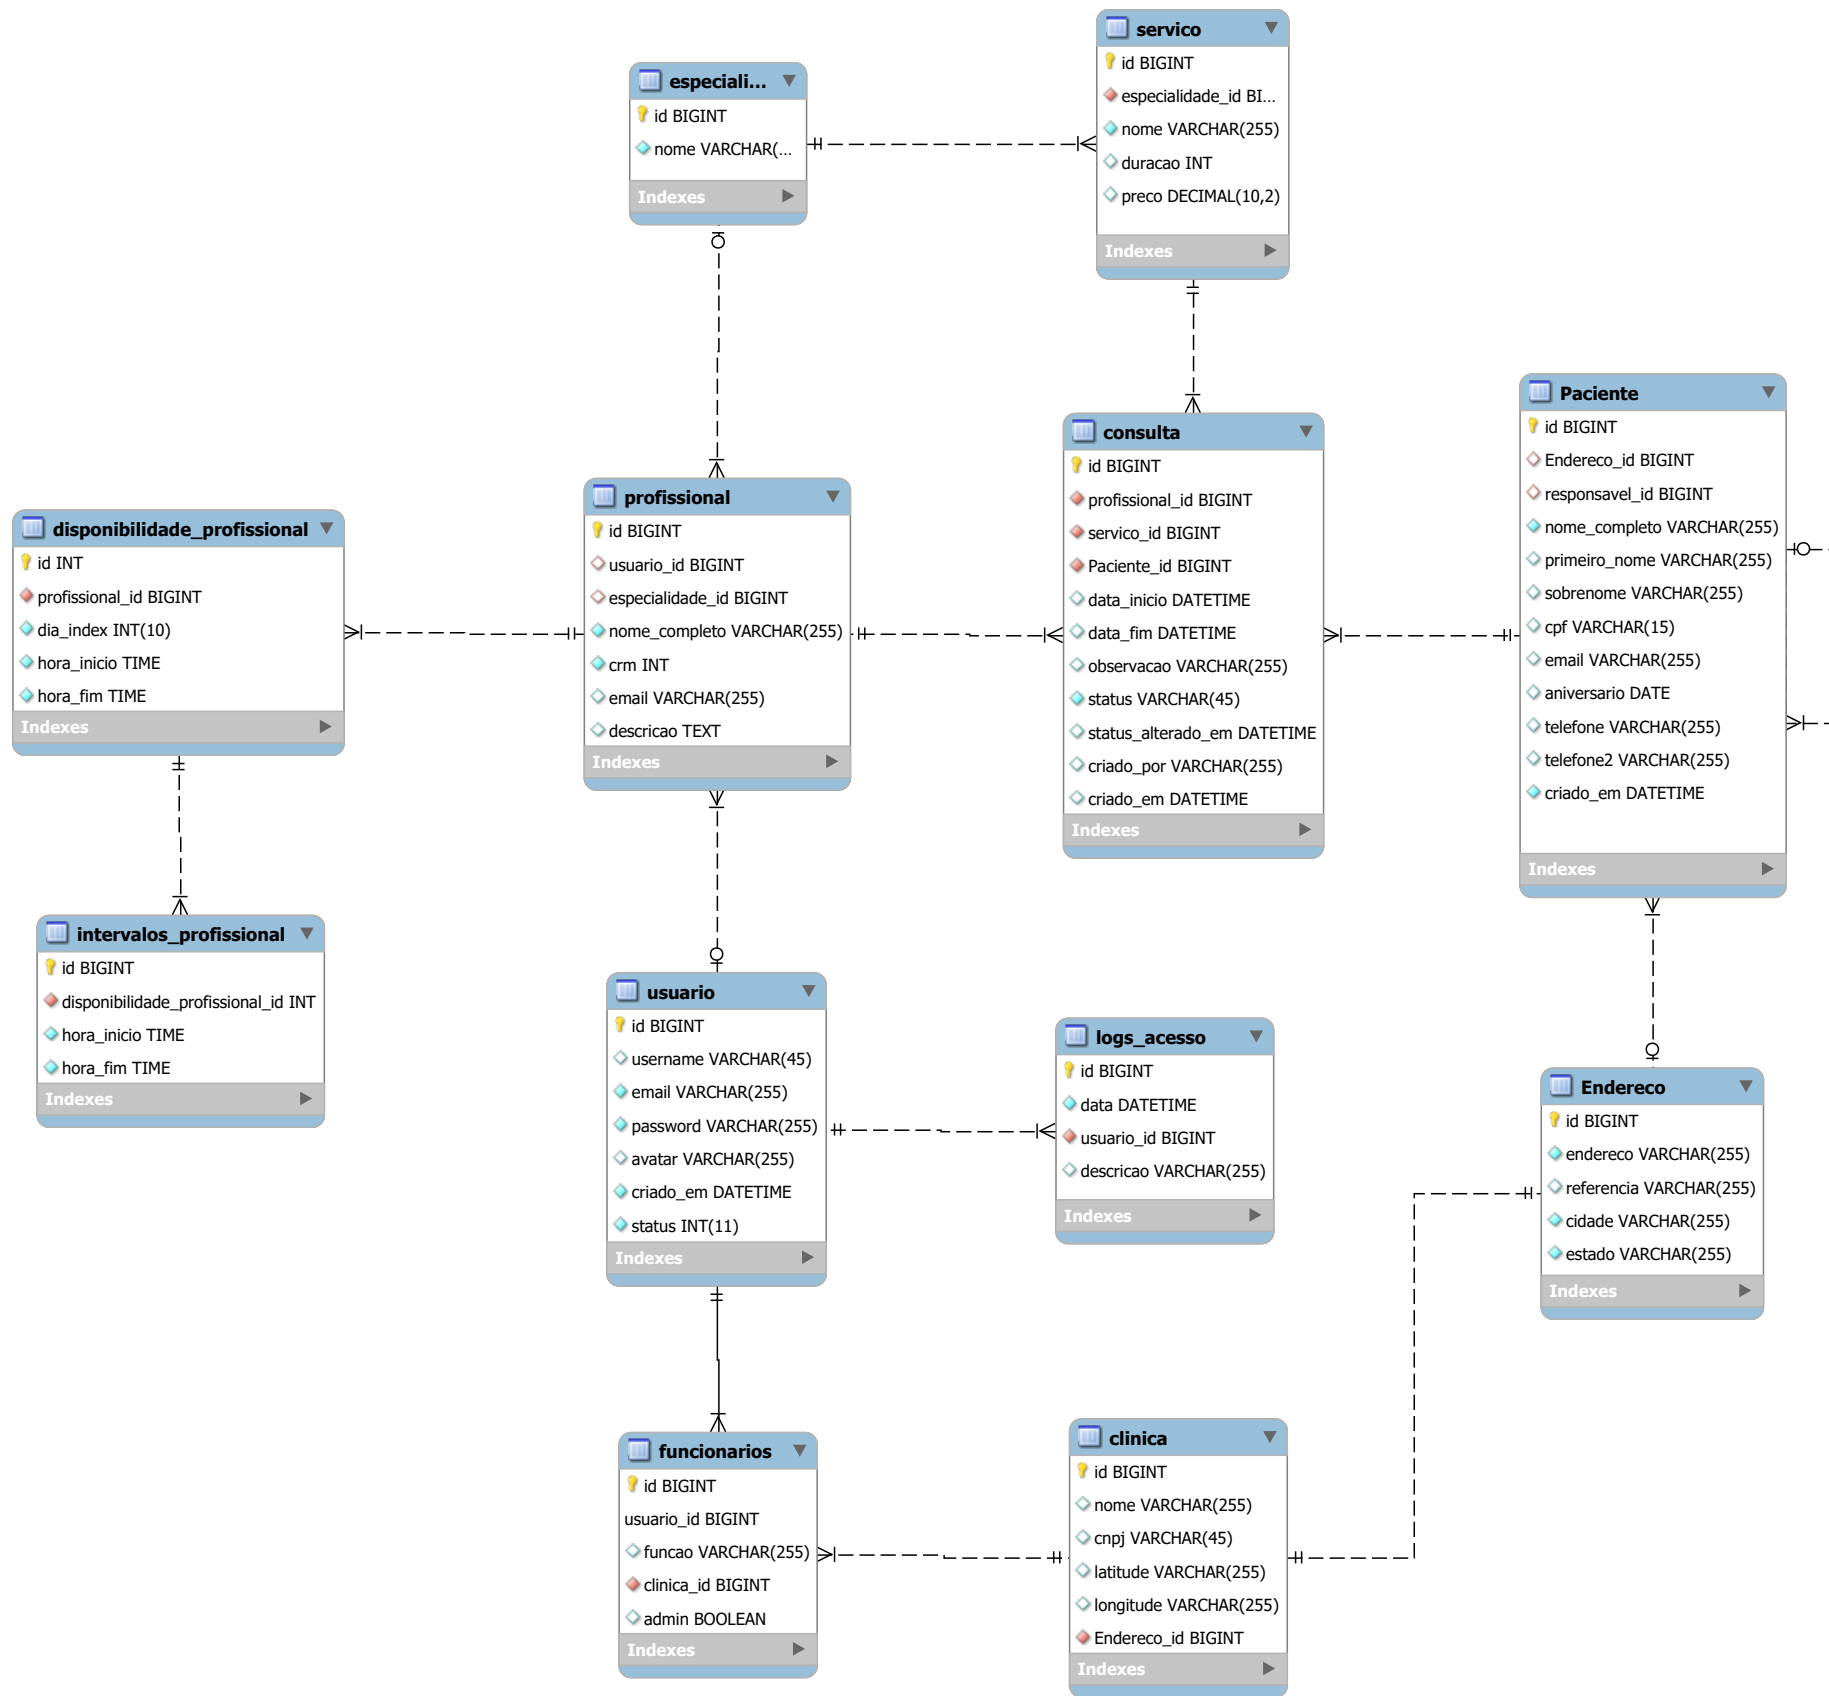 servico
id BIGINT
especialidade_id BI...
nome VARCHAR(255)
duracao INT
preco DECIMAL(10,2)
Indexes
especiali...
id BIGINT
nome VARCHAR(...
Indexes
Paciente
id BIGINT
Endereco_id BIGINT
responsavel_id BIGINT
nome_completo VARCHAR(255)
primeiro_nome VARCHAR(255)
sobrenome VARCHAR(255)
cpf VARCHAR(15)
email VARCHAR(255)
aniversario DATE
telefone VARCHAR(255)
telefone2 VARCHAR(255)
criado_em DATETIME
Indexes
consulta
id BIGINT
profissional_id BIGINT
servico_id BIGINT
Paciente_id BIGINT
data_inicio DATETIME
data_fim DATETIME
observacao VARCHAR(255)
status VARCHAR(45)
status_alterado_em DATETIME
criado_por VARCHAR(255)
criado_em DATETIME
Indexes
profissional
id BIGINT
usuario_id BIGINT
especialidade_id BIGINT
nome_completo VARCHAR(255)
crm INT
email VARCHAR(255)
descricao TEXT
Indexes
disponibilidade_profissional
id INT
profissional_id BIGINT
dia_index INT(10)
hora_inicio TIME
hora_fim TIME
Indexes
intervalos_profissional
id BIGINT
disponibilidade_profissional_id INT
hora_inicio TIME
hora_fim TIME
Indexes
usuario
id BIGINT
username VARCHAR(45)
email VARCHAR(255)
password VARCHAR(255)
avatar VARCHAR(255)
criado_em DATETIME
status INT(11)
Indexes
logs_acesso
id BIGINT
data DATETIME
usuario_id BIGINT
descricao VARCHAR(255)
Indexes
Endereco
id BIGINT
endereco VARCHAR(255)
referencia VARCHAR(255)
cidade VARCHAR(255)
estado VARCHAR(255)
Indexes
funcionarios
id BIGINT
usuario_id BIGINT
funcao VARCHAR(255)
clinica_id BIGINT
admin BOOLEAN
Indexes
clinica
id BIGINT
nome VARCHAR(255)
cnpj VARCHAR(45)
latitude VARCHAR(255)
longitude VARCHAR(255)
Endereco_id BIGINT
Indexes